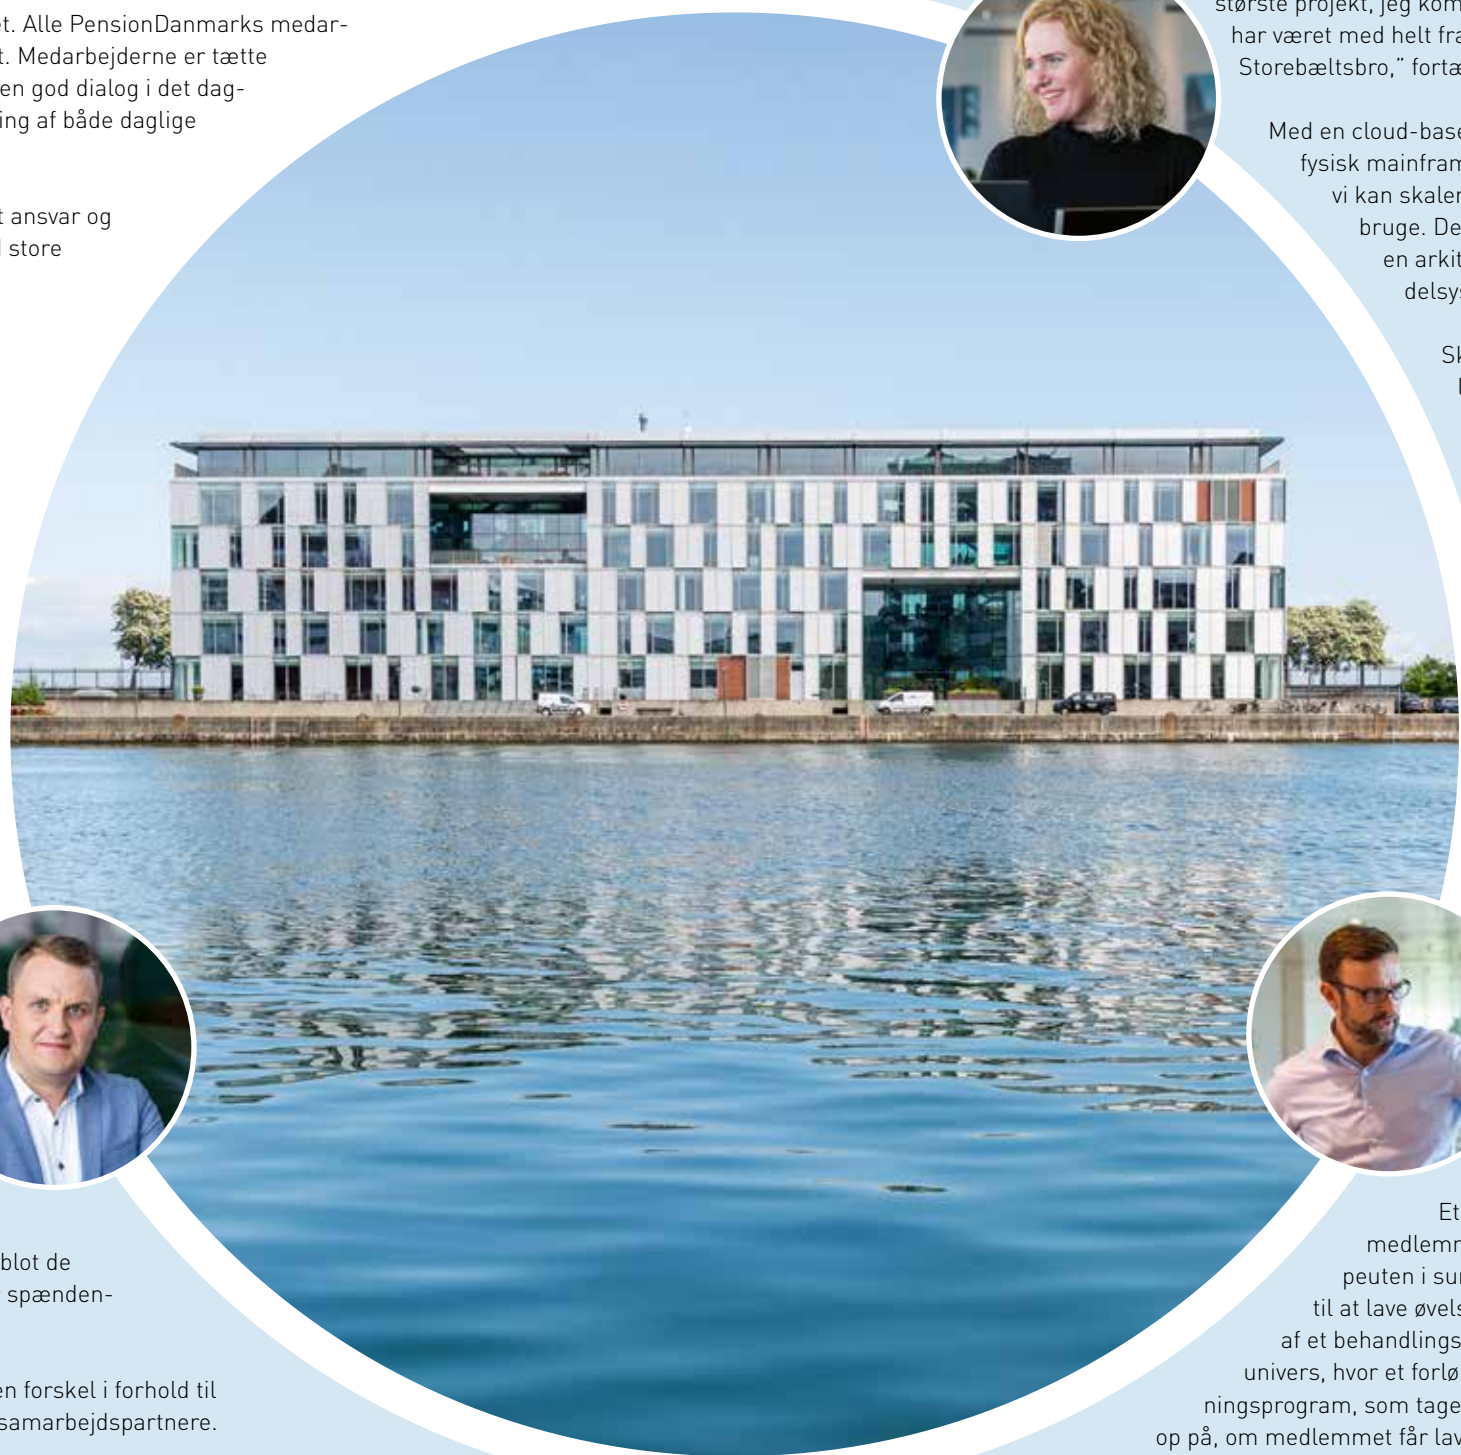 et. Alle PensionDanmarks medar-
t. Medarbejderne er tætte
en god dialog i det dag-
ing af både daglige
t ansvar og
store
største projekt, jeg kom
har været med helt fra
Storebæltsbro,” fortæ
Med en cloud-base
fysisk mainfram
vi kan skaler
bruge. De
en arkit
delsys
Sk
blot de
spænden-
en forskel i forhold til
samarbejdspartnere.
Et
medlemm
peuten i sun
til at lave øvels
af et behandlings
univers, hvor et forlø
ningsprogram, som tage
op på, om medlemmet får lav